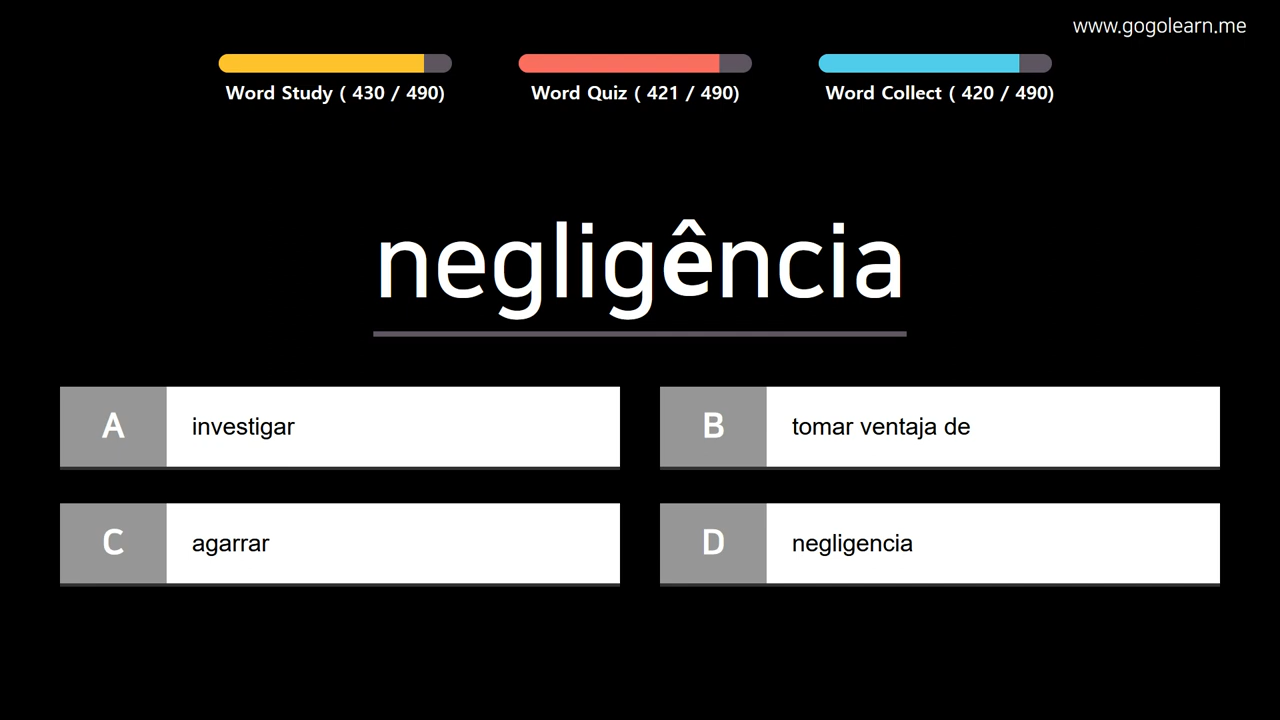 www.gogolearn.me
Word Study ( 430 / 490)
Word Quiz ( 421 / 490)
Word Collect ( 420 / 490)
negligência
A investigar
B tomar ventaja de
C agarrar
D negligencia